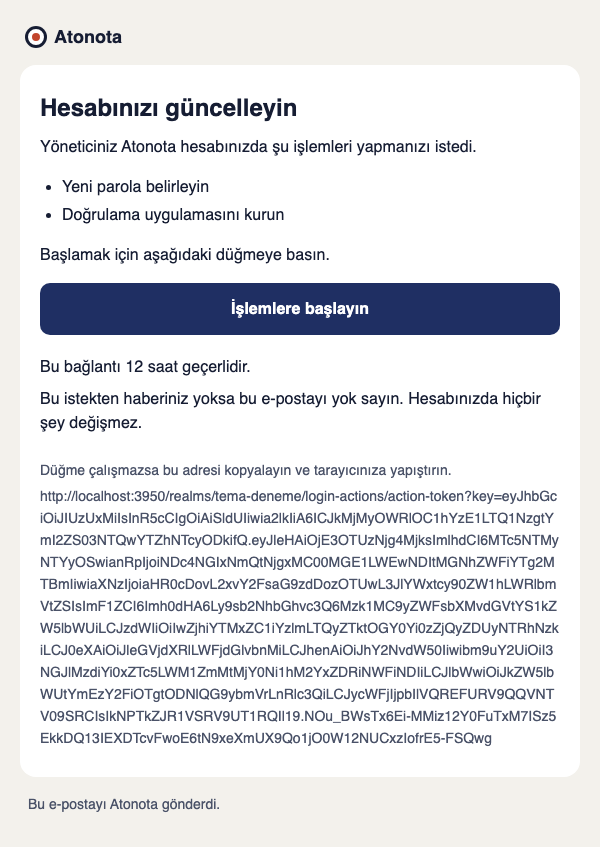 Atonota
Hesabınızı güncelleyin
Yöneticiniz Atonota hesabınızda şu işlemleri yapmanızı istedi.
• Yeni parola belirleyin
• Doğrulama uygulamasını kurun
Başlamak için aşağıdaki düğmeye basın.
İşlemlere başlayın
Bu bağlantı 12 saat geçerlidir.
Bu istekten haberiniz yoksa bu e-postayı yok sayın. Hesabınızda hiçbir
şey değişmez.
Düğme çalışmazsa bu adresi kopyalayın ve tarayıcınıza yapıştırın.
http://localhost:3950/realms/tema-deneme/login-actions/action-token?key=eyJhbGc
iOiJIUzUxMiIsInR5cCIgOiAiSldUIiwia2lkIiA6ICJkMjMyOWRlOC1hYzE1LTQ1NzgtY
mI2ZS03NTQwYTZhNTcyODkifQ.eyJleHAiOjE3OTUzNjg4MjksImlhdCI6MTc5NTMy
NTYyOSwianRpIjoiNDc4NGIxNmQtNjgxMC00MGE1LWEwNDItMGNhZWFiYTg2M
TBmIiwiaXNzIjoiaHR0cDovL2xvY2FsaG9zdDozOTUwL3JlYWxtcy90ZW1hLWRlbm
VtZSIsImF1ZCI6Imh0dHA6Ly9sb2NhbGhvc3Q6Mzk1MC9yZWFsbXMvdGVtYS1kZ
W5lbWUiLCJzdWIiOiIwZjhiYTMxZC1iYzlmLTQyZTktOGY0Yi0zZjQyZDUyNTRhNzk
iLCJ0eXAiOiJleGVjdXRlLWFjdGlvbnMiLCJhenAiOiJhY2NvdW50Iiwibm9uY2UiOiI3
NGJlMzdiYi0xZTc5LWM1ZmMtMjY0Ni1hM2YxZDRiNWFiNDIiLCJlbWwiOiJkZW5lb
WUtYmEzY2FiOTgtODNlQG9ybmVrLnRlc3QiLCJycWFjIjpbIlVQREFURV9QQVNT
V09SRCIsIkNPTkZJR1VSRV9UT1RQIl19.NOu_BWsTx6Ei-MMiz12Y0FuTxM7lSz5
EkkDQ13IEXDTcvFwoE6tN9xeXmUX9Qo1jO0W12NUCxzIofrE5-FSQwg
Bu e-postayı Atonota gönderdi.